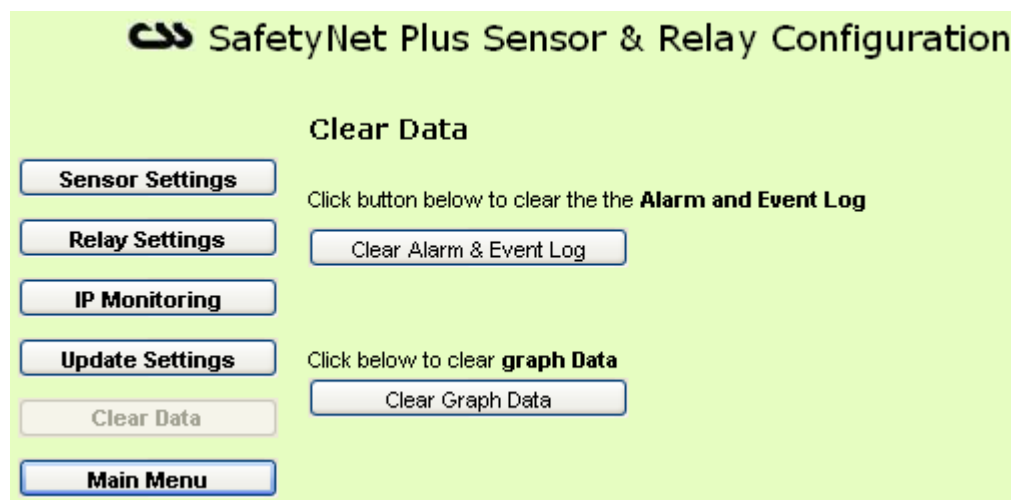 CSS SafetyNet Plus Sensor & Relay Configuration
Clear Data
Sensor Settings
Relay Settings
IP Monitoring
Update Settings
Clear Data
Main Menu
Click button below to clear the the Alarm and Event Log
Clear Alarm & Event Log
Click below to clear graph Data
Clear Graph Data